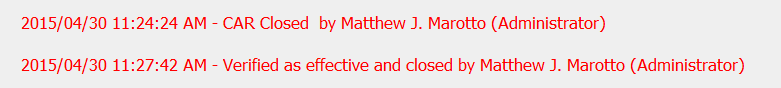 2015/04/30 11:24:24 AM - CAR Closed  by Matthew J. Marotto (Administrator)
2015/04/30 11:27:42 AM - Verified as effective and closed by Matthew J. Marotto (Administrator)